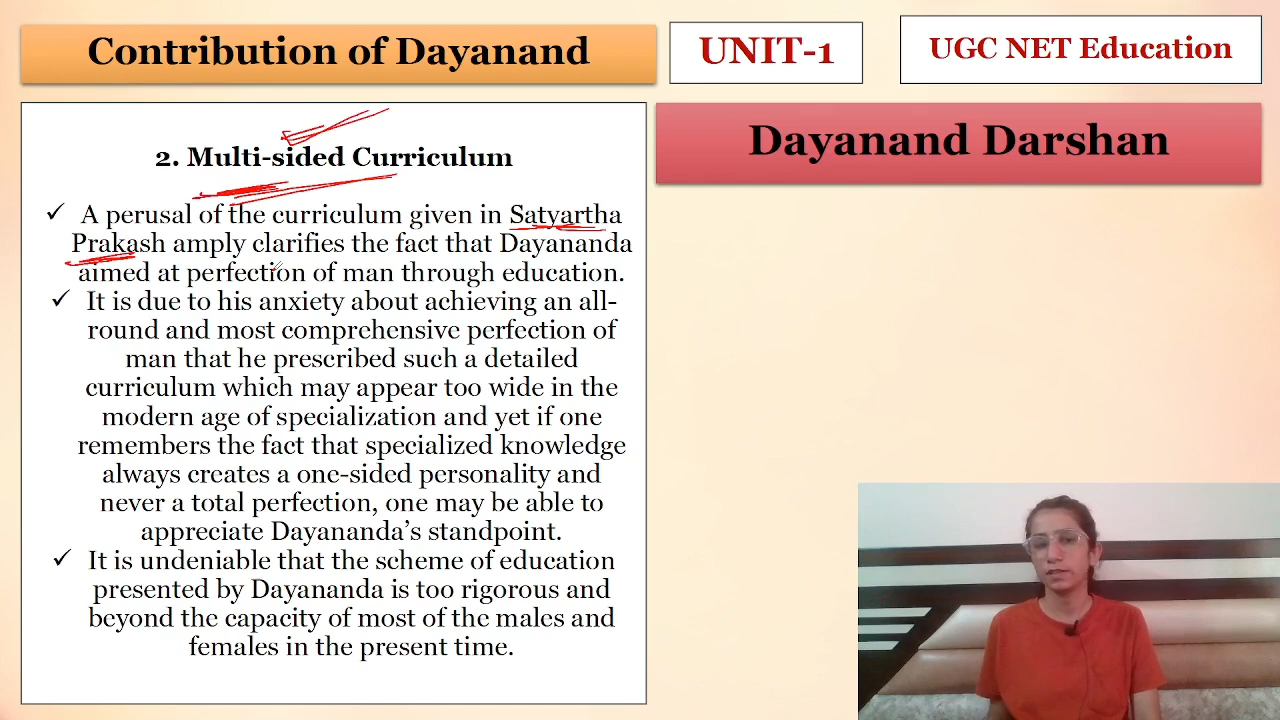 Contribution of Dayanand
UNIT-1
UGC NET Education
Dayanand Darshan
2. Multi-sided Curriculum
✓ A perusal of the curriculum given in Satyartha
Prakash amply clarifies the fact that Dayananda
aimed at perfection of man through education.
✓ It is due to his anxiety about achieving an all-
round and most comprehensive perfection of
man that he prescribed such a detailed
curriculum which may appear too wide in the
modern age of specialization and yet if one
remembers the fact that specialized knowledge
always creates a one-sided personality and
never a total perfection, one may be able to
appreciate Dayananda’s standpoint.
✓ It is undeniable that the scheme of education
presented by Dayananda is too rigorous and
beyond the capacity of most of the males and
females in the present time.